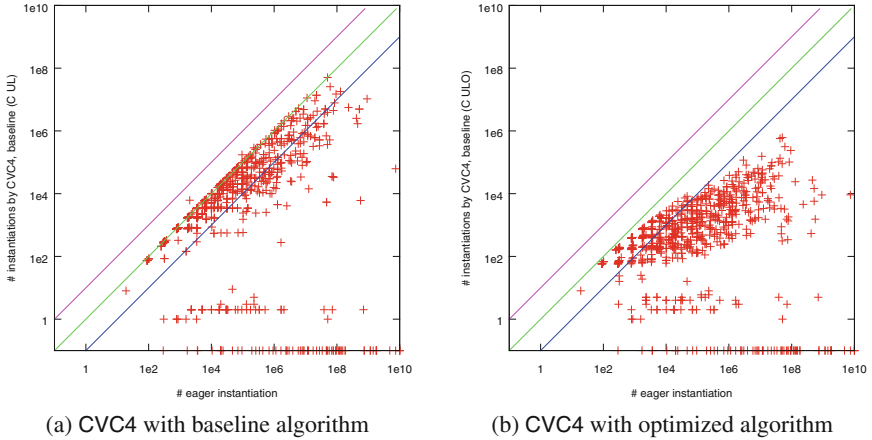 1e10
1e8
1e6
1e4
1e2
1
1
1e2
1e4
1e6
1e8
1e10
# instantiations by CVC4, baseline (C UL)
# eager instantiation
(a) CVC4 with baseline algorithm
1e10
1e8
1e6
1e4
1e2
1
1
1e2
1e4
1e6
1e8
1e10
# instantiations by CVC4, baseline (C ULO)
# eager instantiation
(b) CVC4 with optimized algorithm